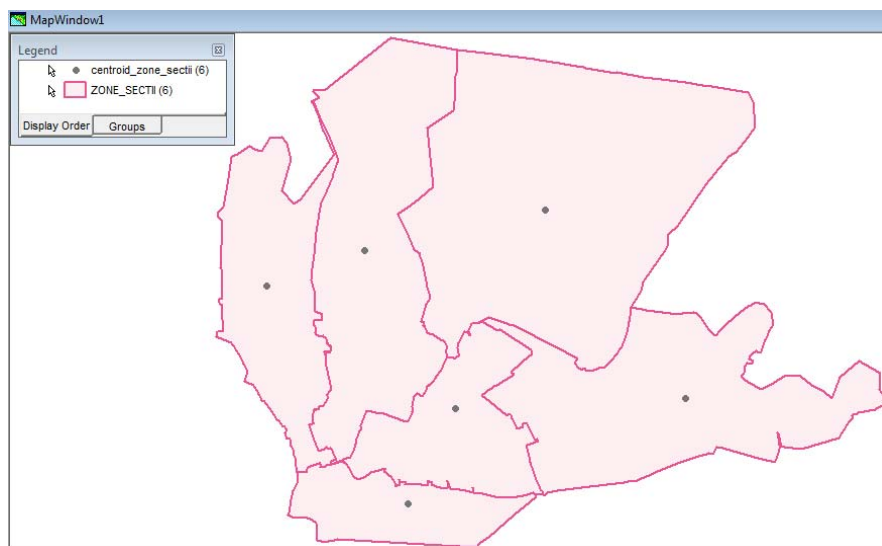 MapWindow1
Legend
centroid_zone_sectii (6)
ZONE_SECTII (6)
Display Order Groups